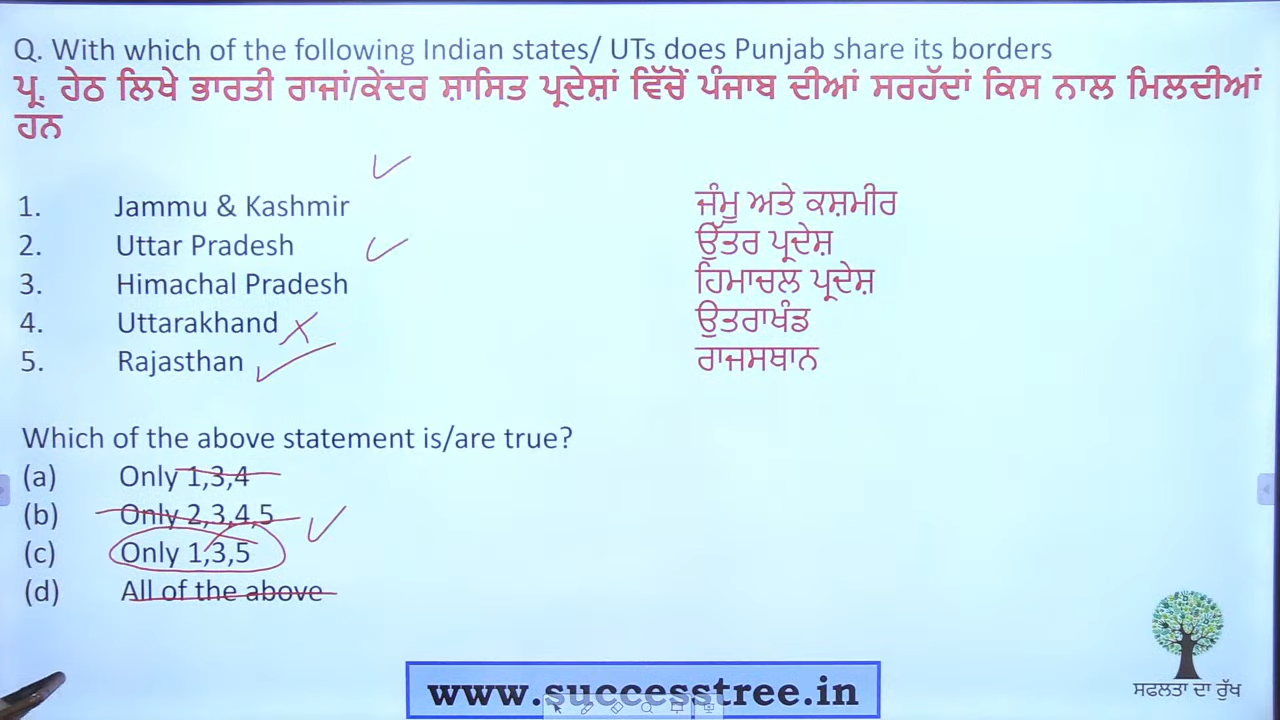 Q. With which of the following Indian states/ UTs does Punjab share its borders
ਪ੍ਰ. ਹੇਠ ਲਿਖੇ ਭਾਰਤੀ ਰਾਜਾਂ/ਕੇਂਦਰ ਸ਼ਾਸਿਤ ਪ੍ਰਦੇਸ਼ਾਂ ਵਿੱਚੋਂ ਪੰਜਾਬ ਦੀਆਂ ਸਰਹੱਦਾਂ ਕਿਸ ਨਾਲ ਮਿਲਦੀਆਂ
ਹਨ
1. Jammu & Kashmir ਜੰਮੂ ਅਤੇ ਕਸ਼ਮੀਰ
2. Uttar Pradesh ਉੱਤਰ ਪ੍ਰਦੇਸ਼
3. Himachal Pradesh ਹਿਮਾਚਲ ਪ੍ਰਦੇਸ਼
4. Uttarakhand ਉਤਰਾਖੰਡ
5. Rajasthan ਰਾਜਸਥਾਨ
Which of the above statement is/are true?
(a) Only 1,3,4
(b) Only 2,3,4,5
(c) Only 1,3,5
(d) All of the above
ਸਫਲਤਾ ਦਾ ਰੁੱਖ
www.successtree.in